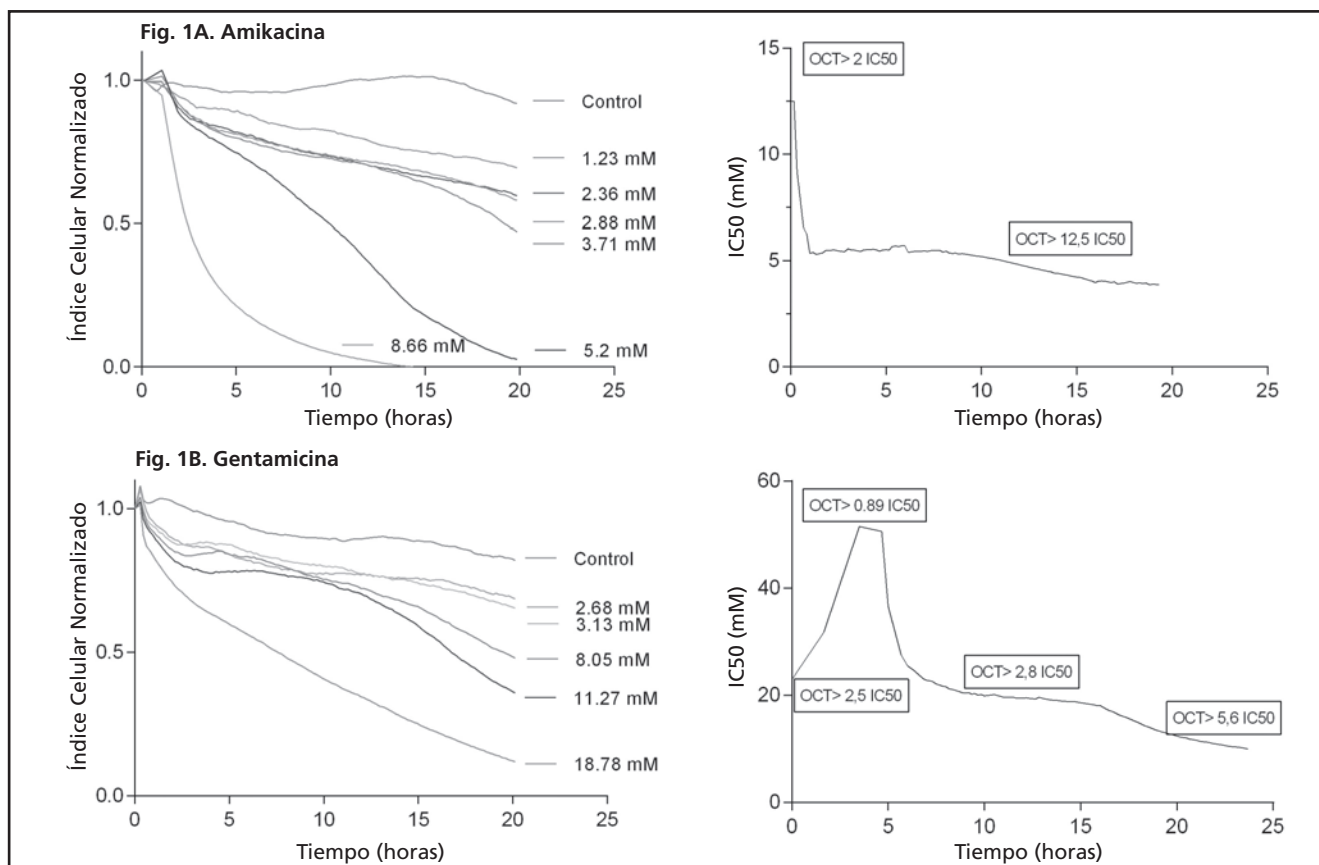 Fig. 1A. Amikacina
Índice Celular Normalizado
1.0
0.5
0.0
0 5 10 15 20 25
Tiempo (horas)
Control
1.23 mM
2.36 mM
2.88 mM
3.71 mM
8.66 mM
5.2 mM
IC50 (mM)
15
10
5
0
0 5 10 15 20 25
Tiempo (horas)
OCT> 2 IC50
OCT> 12,5 IC50
Fig. 1B. Gentamicina
Índice Celular Normalizado
1.0
0.5
0.0
0 5 10 15 20 25
Tiempo (horas)
Control
2.68 mM
3.13 mM
8.05 mM
11.27 mM
18.78 mM
IC50 (mM)
60
40
20
0
0 5 10 15 20 25
Tiempo (horas)
OCT> 0.89 IC50
OCT> 2,5 IC50
OCT> 2,8 IC50
OCT> 5,6 IC50